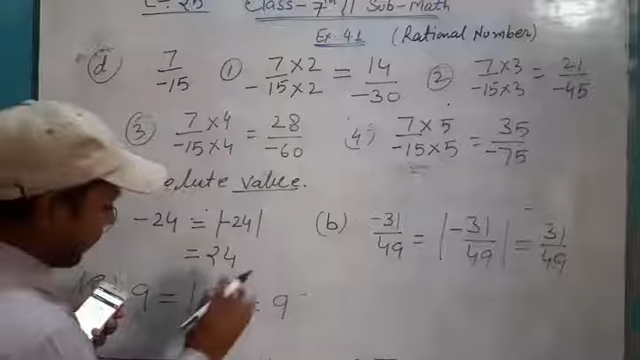 Class-7th // Sub-Math
Ex-4.1 (Rational Number)
(d) 7/-15 (1) 7×2/-15×2 = 14/-30 (2) 7×3/-15×3 = 21/-45
(3) 7×4/-15×4 = 28/-60 (4) 7×5/-15×5 = 35/-75
olute value.
-24 = |-24| (b) -31/49 = |-31/49| = 31/49
= 24
9 = = 9